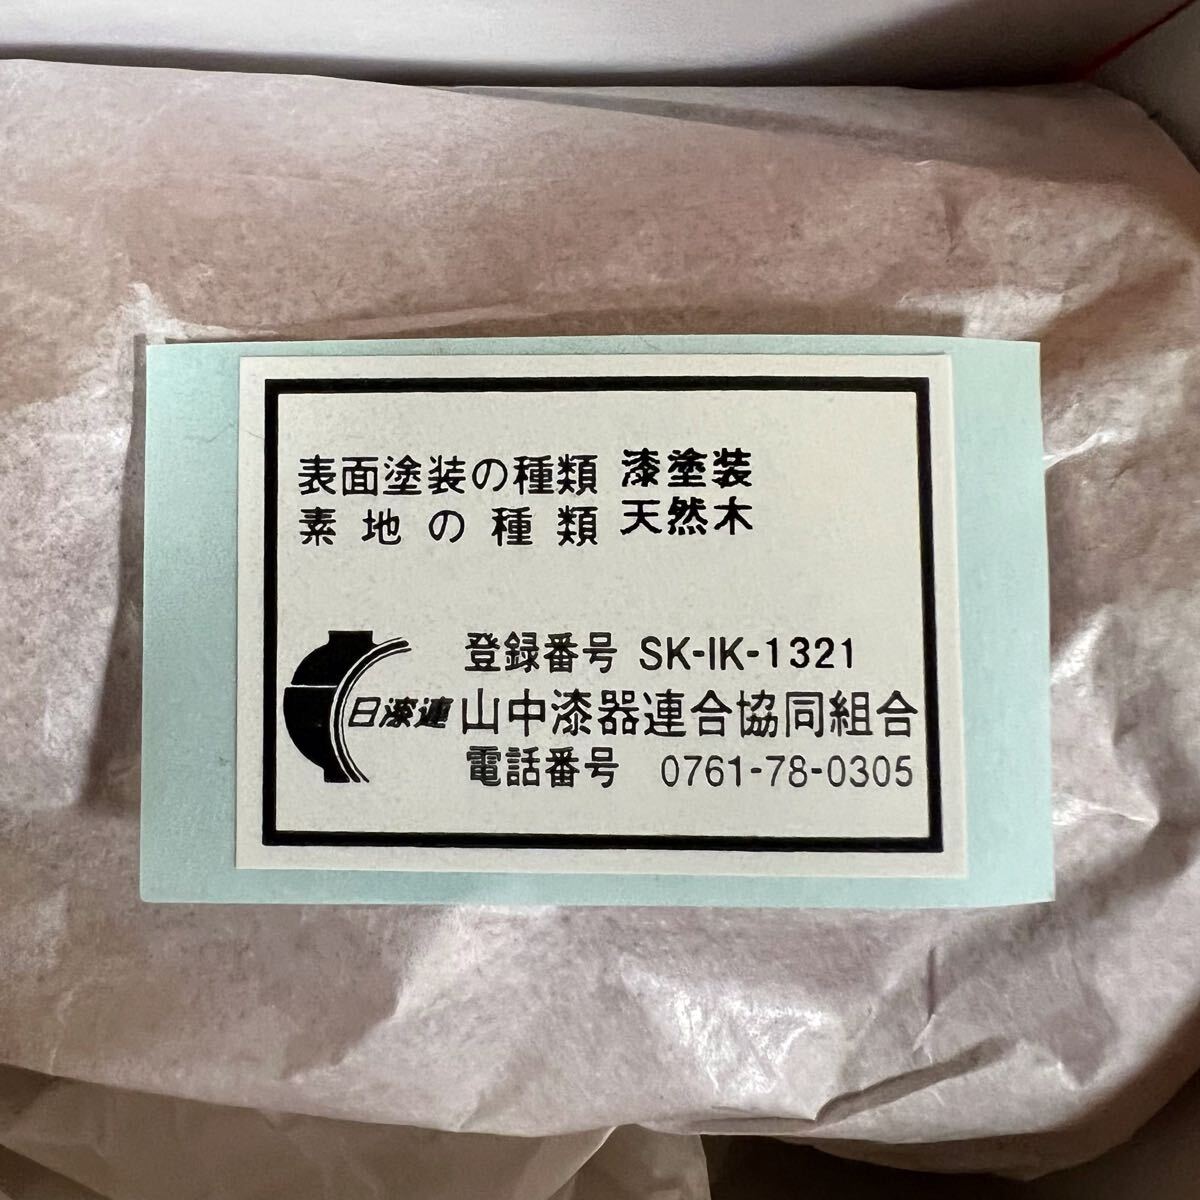 表面塗装の種類 漆塗装
素地の種類 天然木
登録番号 SK-IK-1321
日漆連 山中漆器連合協同組合
電話番号 0761-78-0305